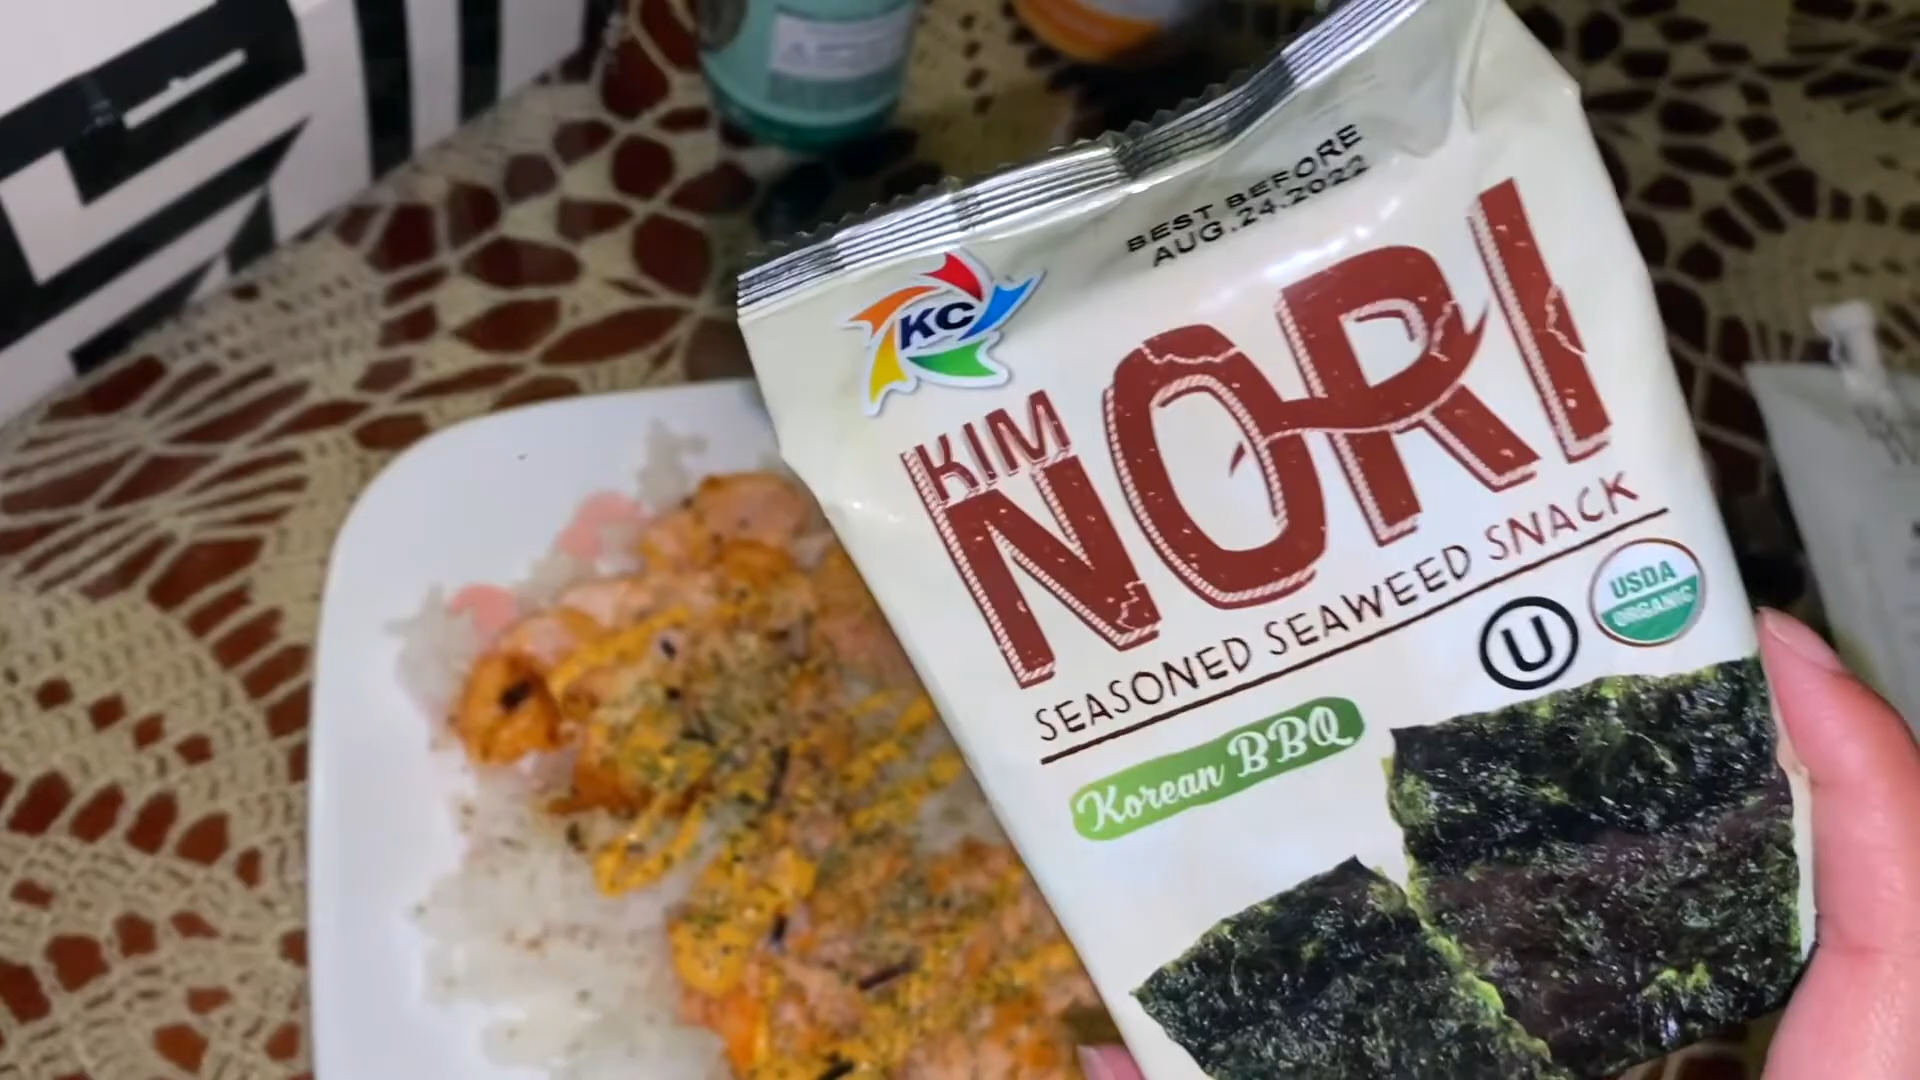 BEST BEFORE
AUG.24.2022
KC
KIM
NORI
SEASONED SEAWEED SNACK
USDA
ORGANIC
U
Korean BBQ